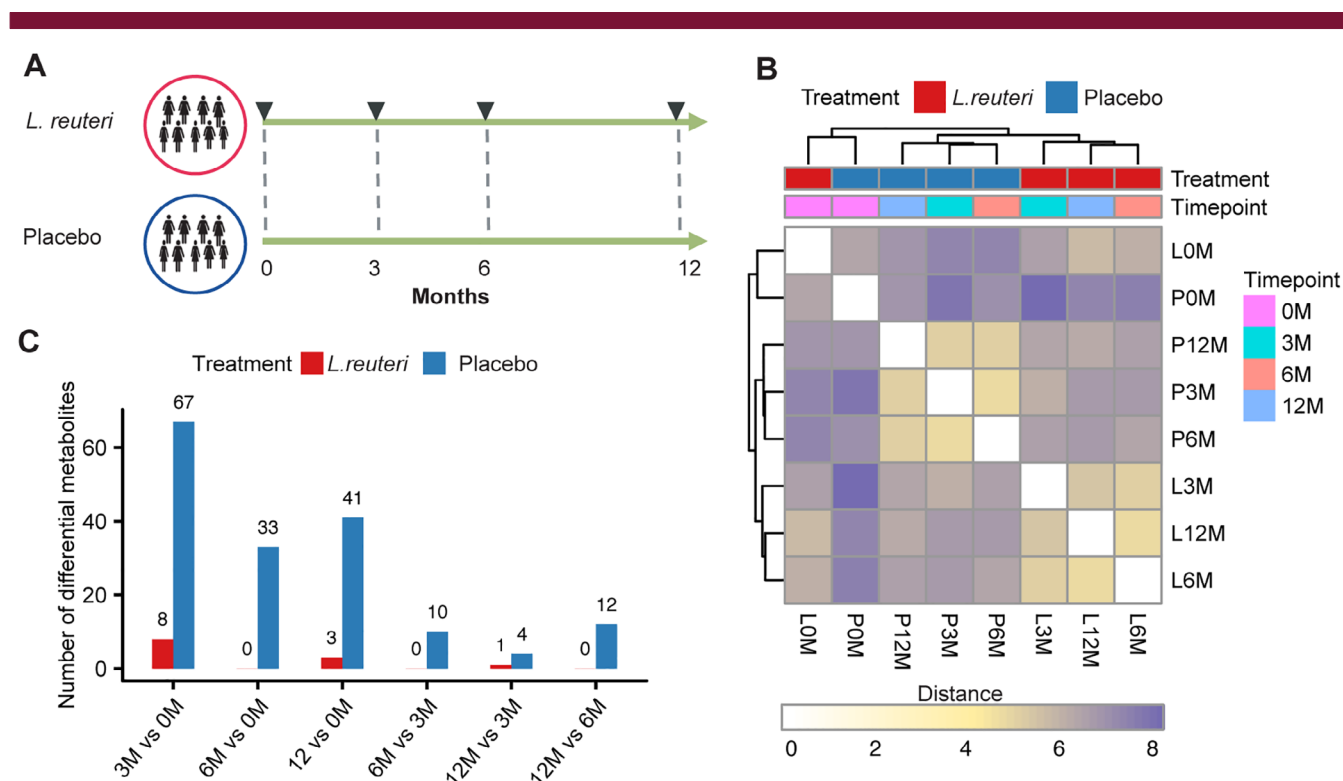 A
L. reuteri
Placebo
0 3 6 12
Months
B
Treatment L.reuteri Placebo
Treatment
Timepoint
L0M
P0M
P12M
P3M
P6M
L3M
L12M
L6M
L0M P0M P12M P3M P6M L3M L12M L6M
Timepoint
0M
3M
6M
12M
Distance
0 2 4 6 8
C
Treatment L.reuteri Placebo
Number of differential metabolites
60
40
20
0
8 67
0 33
3 41
0 10
1 4
0 12
3M vs 0M
6M vs 0M
12 vs 0M
6M vs 3M
12M vs 3M
12M vs 6M